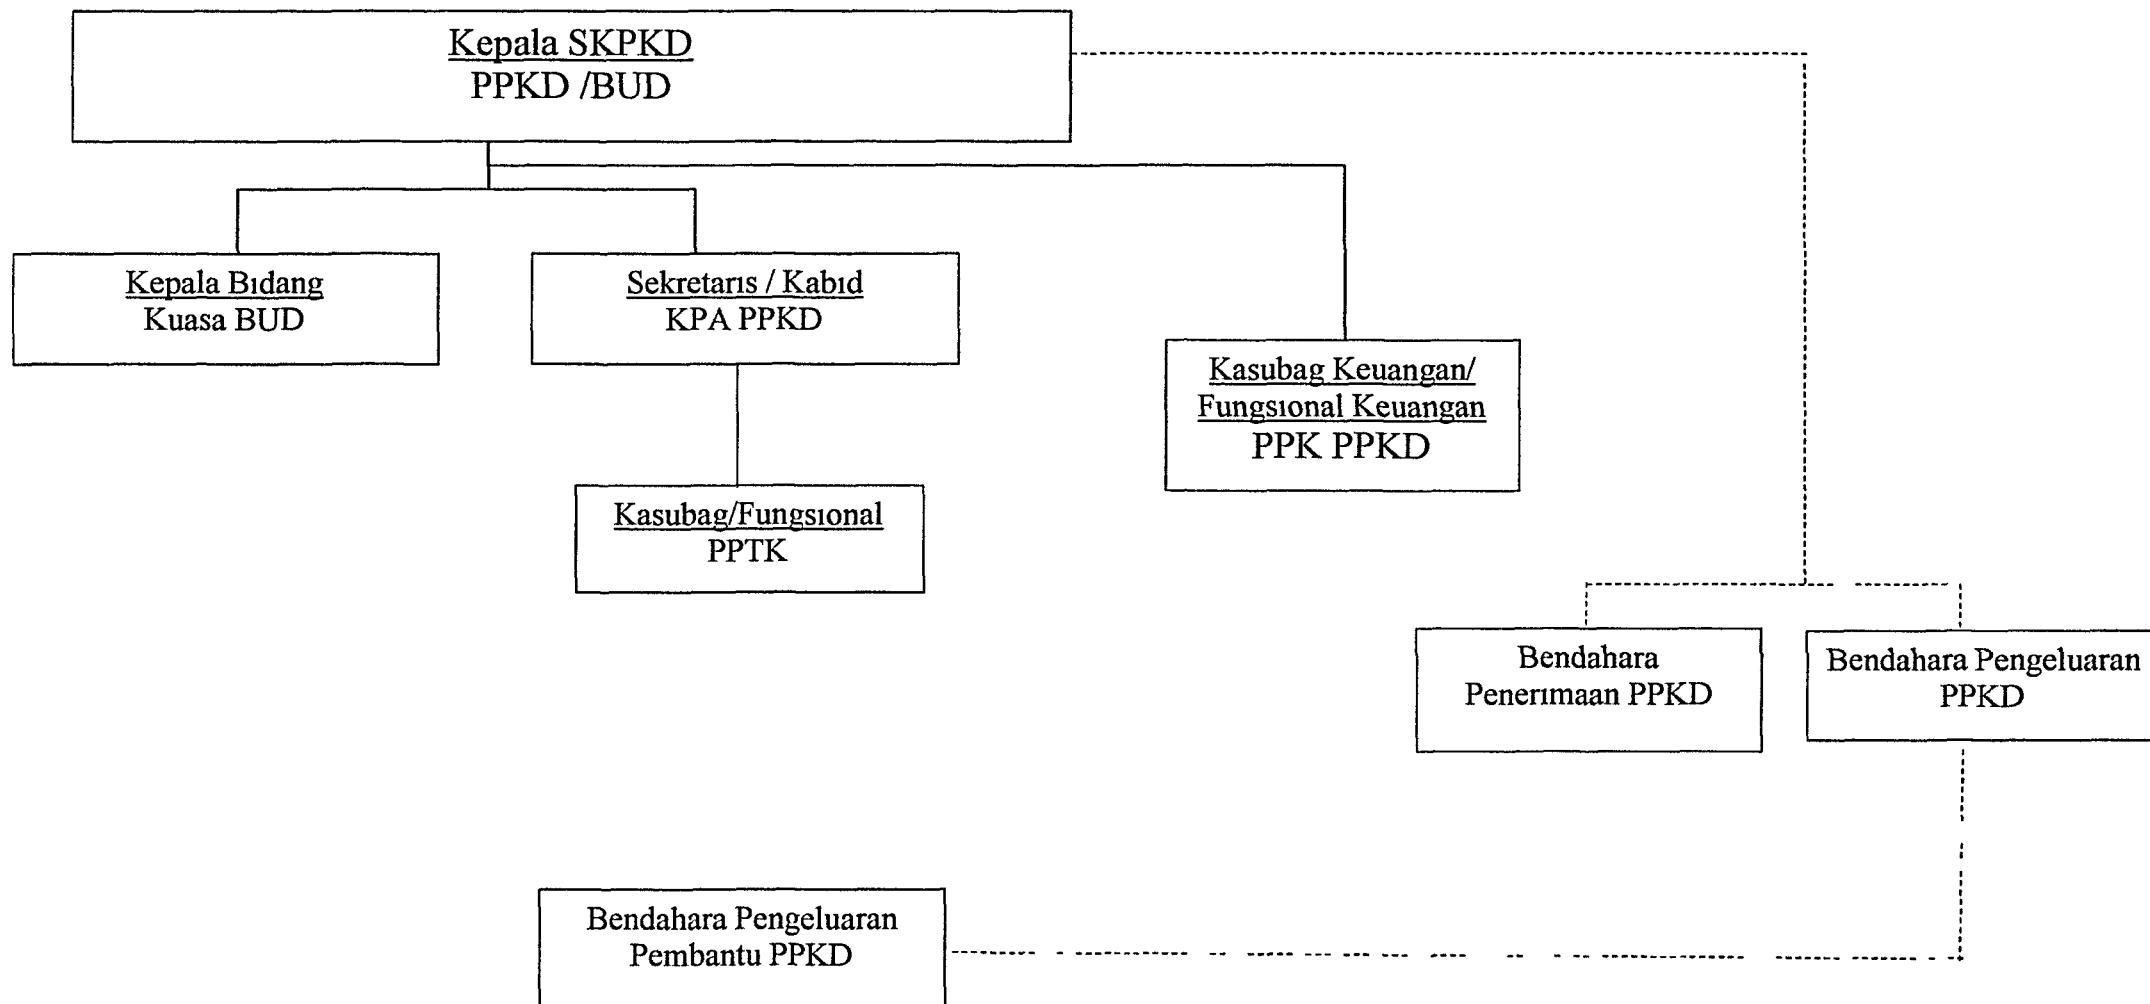 Kepala SKPKD
PPKD /BUD
Kepala Bidang
Kuasa BUD
Sekretaris / Kabid
KPA PPKD
Kasubag Keuangan/
Fungsional Keuangan
PPK PPKD
Kasubag/Fungsional
PPTK
Bendahara
Penerimaan PPKD
Bendahara Pengeluaran
PPKD
Bendahara Pengeluaran
Pembantu PPKD